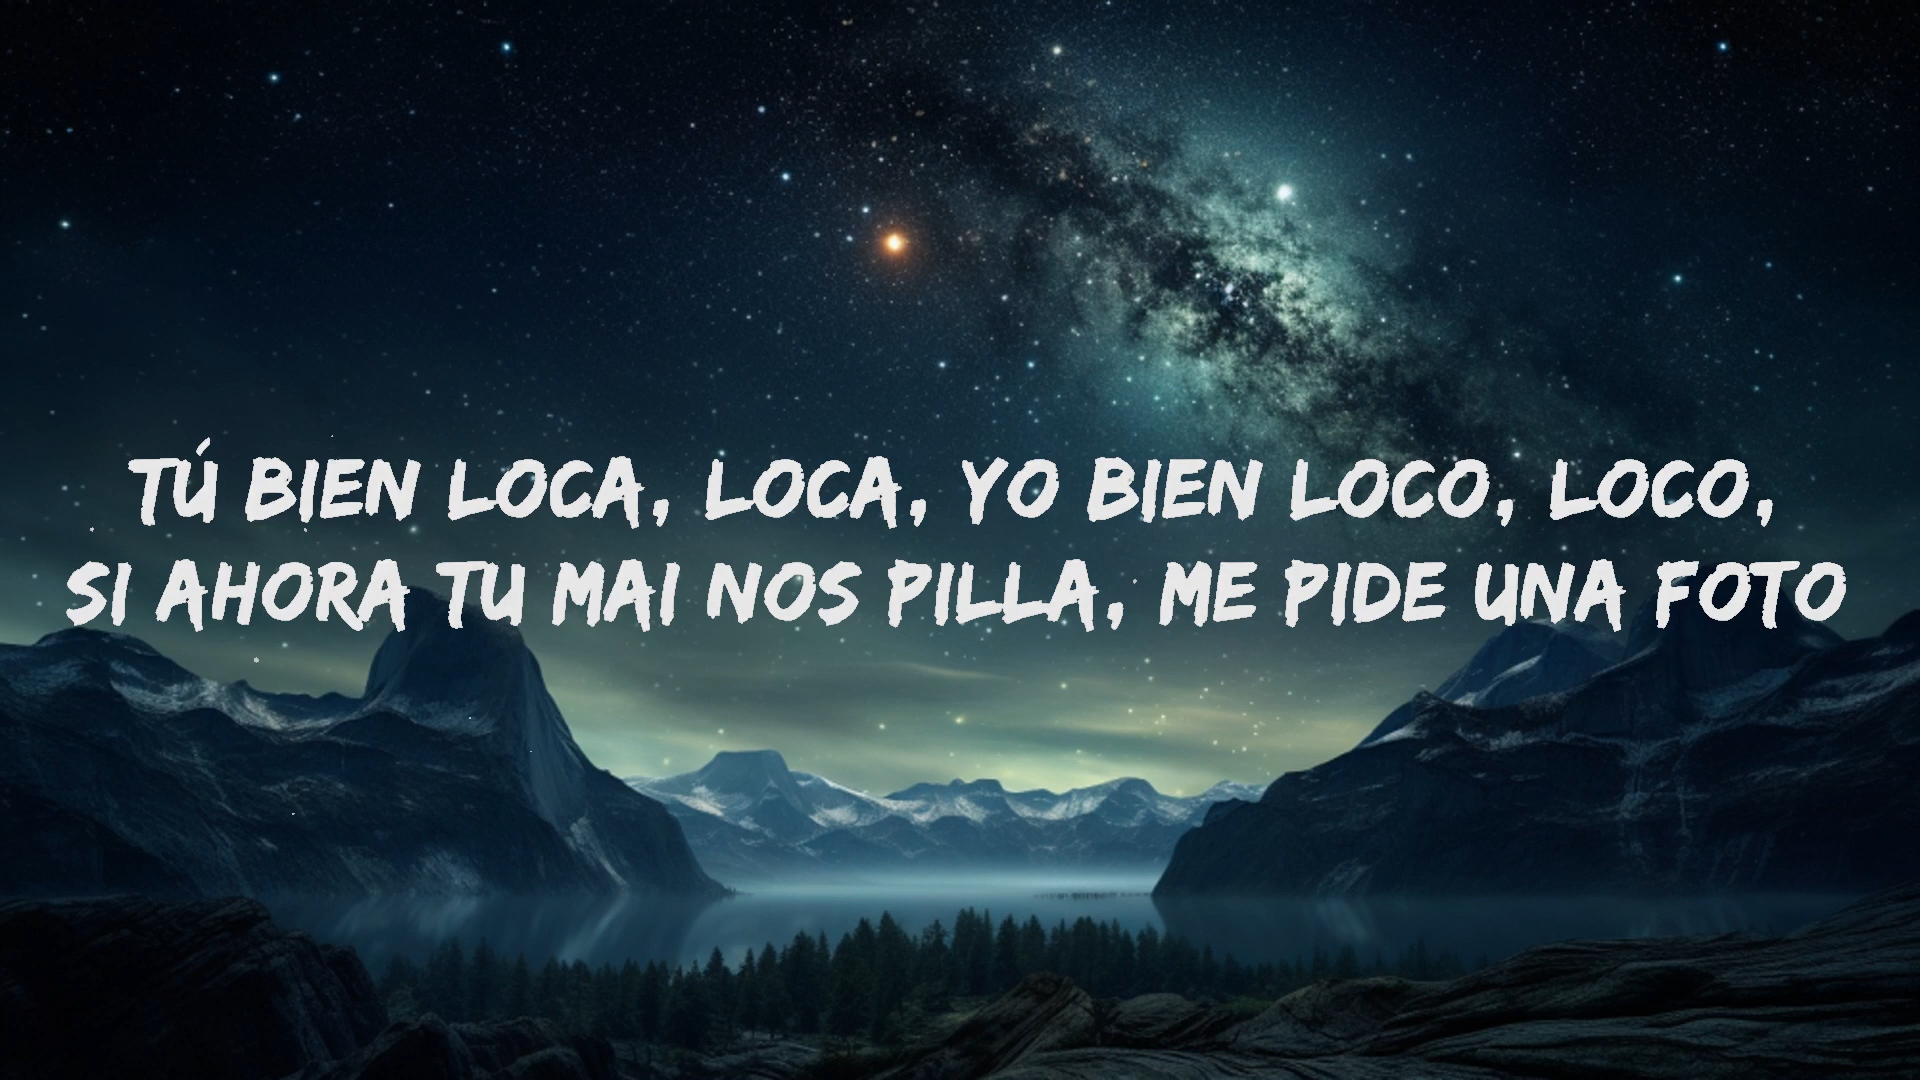 TÚ BIEN LOCA, LOCA, YO BIEN LOCO, LOCO,
SI AHORA TU MAI NOS PILLA, ME PIDE UNA FOTO